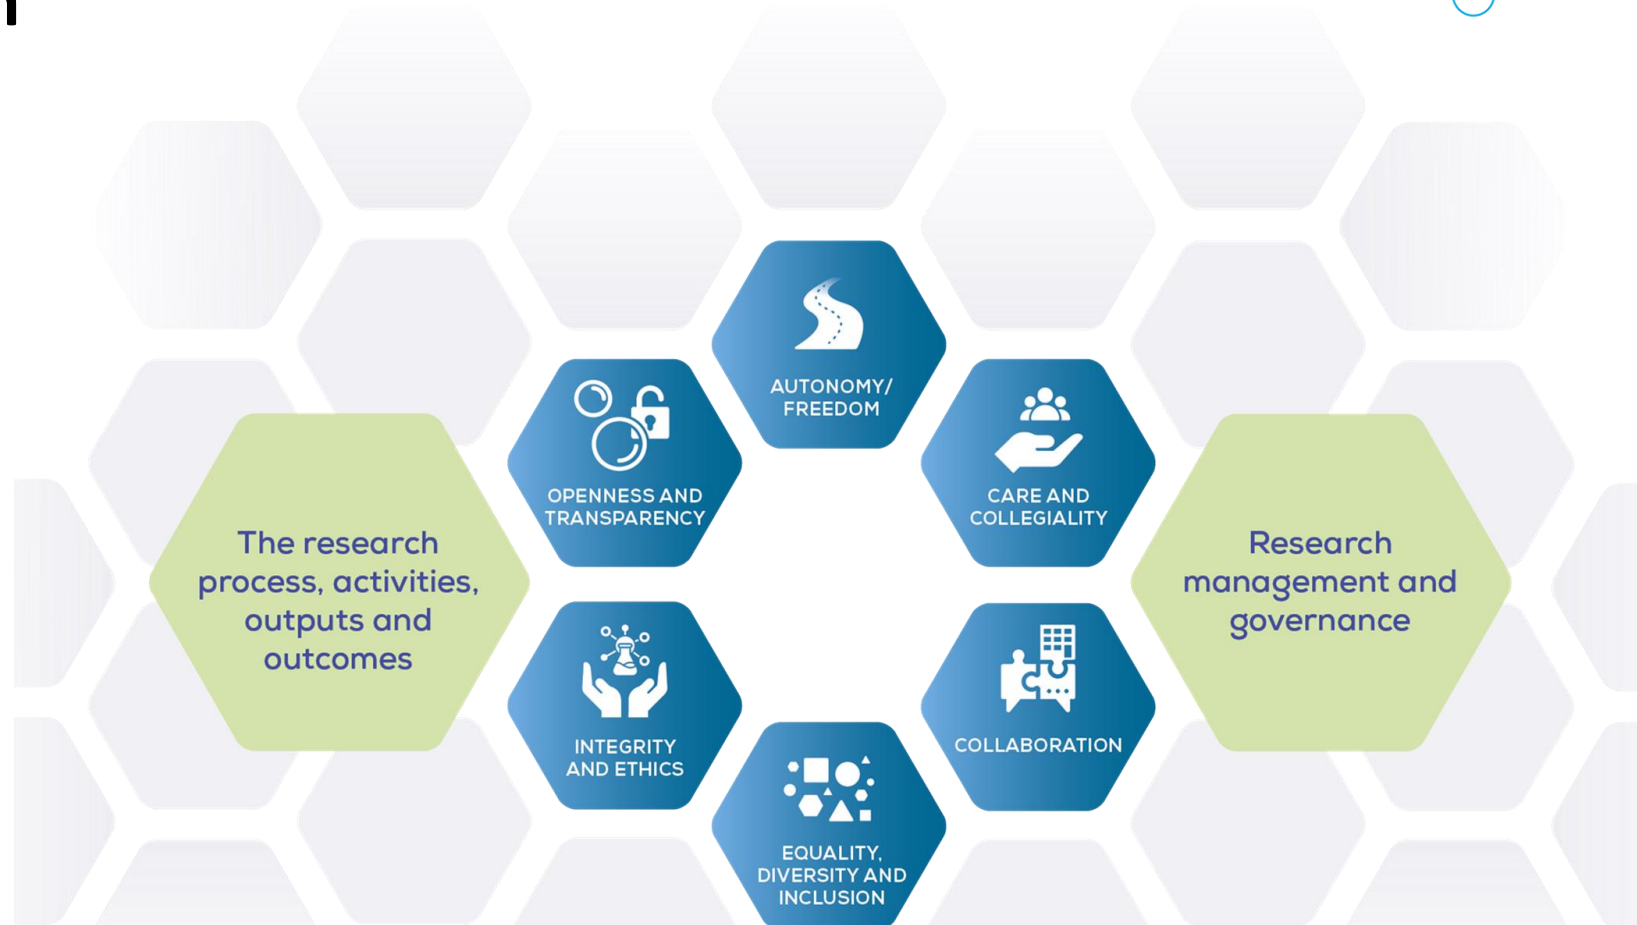 AUTONOMY/
FREEDOM
OPENNESS AND
TRANSPARENCY
CARE AND
COLLEGIALITY
The research
process, activities,
outputs and
outcomes
Research
management and
governance
INTEGRITY
AND ETHICS
COLLABORATION
EQUALITY,
DIVERSITY AND
INCLUSION